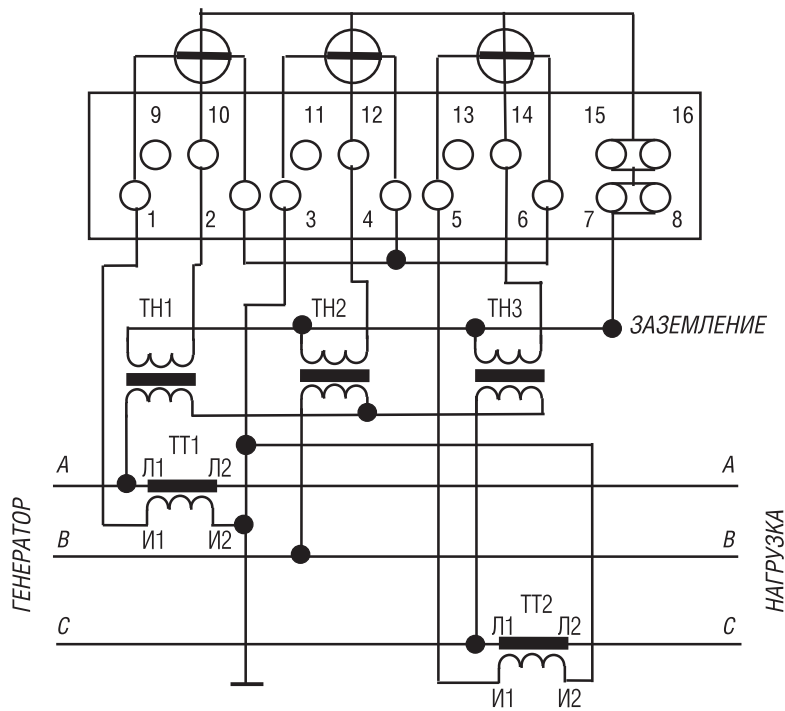 9 10 11 12 13 14 15 16
1 2 3 4 5 6 7 8
ТН1 ТН2 ТН3
ЗАЗЕМЛЕНИЕ
ТТ1
А Л1 Л2 А
ГЕНЕРАТОР
В И1 И2 В
НАГРУЗКА
ТТ2
С Л1 Л2 С
И1 И2